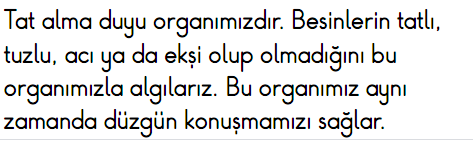 Tat alma duyu organımızdır. Besinlerin tatlı,
tuzlu, acı ya da ekşi olup olmadığını bu
organımızla algılarız. Bu organımız aynı
zamanda düzgün konuşmamızı sağlar.